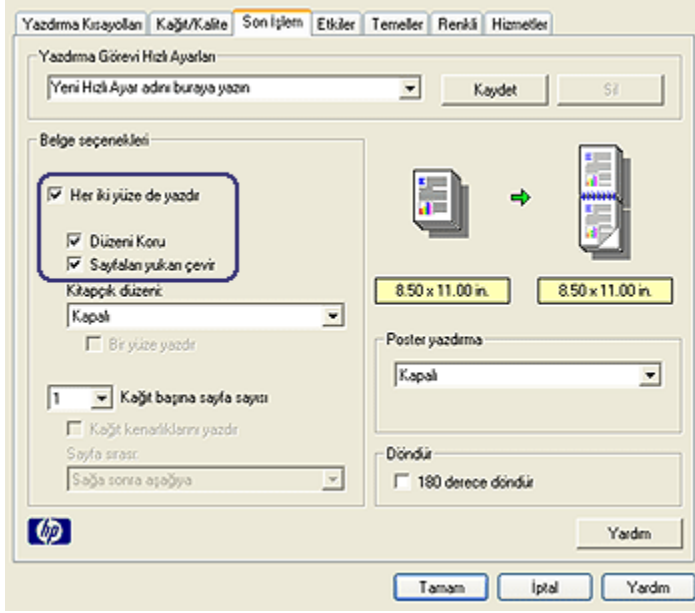 Yazdırma Kısayolları Kağıt/Kalite Son İşlem Etkiler Temeller Renkli Hizmetler
Yazdırma Görevi Hızlı Ayarları
Yeni Hızlı Ayar adını buraya yazın
Kaydet
Sil
Belge seçenekleri
Her iki yüze de yazdır
Düzeni Koru
Sayfaları yukarı çevir
Kitapçık düzeni:
Kapalı
Bir yüze yazdır
1 Kağıt başına sayfa sayısı
Kağıt kenarlıklarını yazdır
Sayfa sırası:
Sağa sonra aşağıya
8.50 x 11.00 in.
8.50 x 11.00 in.
Poster yazdırma
Kapalı
Döndür
180 derece döndür
hp
Yardım
Tamam İptal Yardım